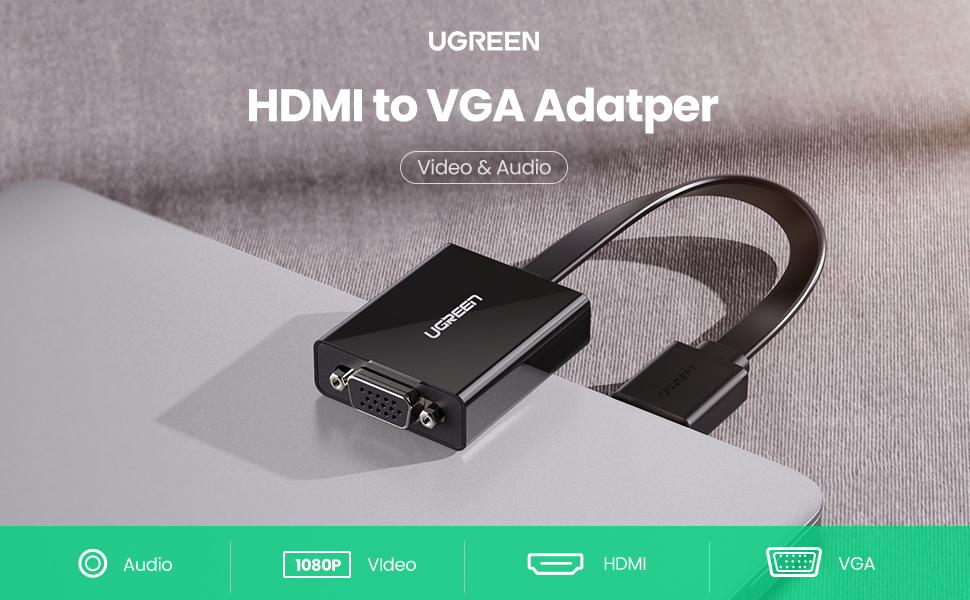 UGREEN
HDMI to VGA Adatper
Video & Audio
UGREEN
UGREEN
Audio
1080P VIdeo
HDMI
VGA